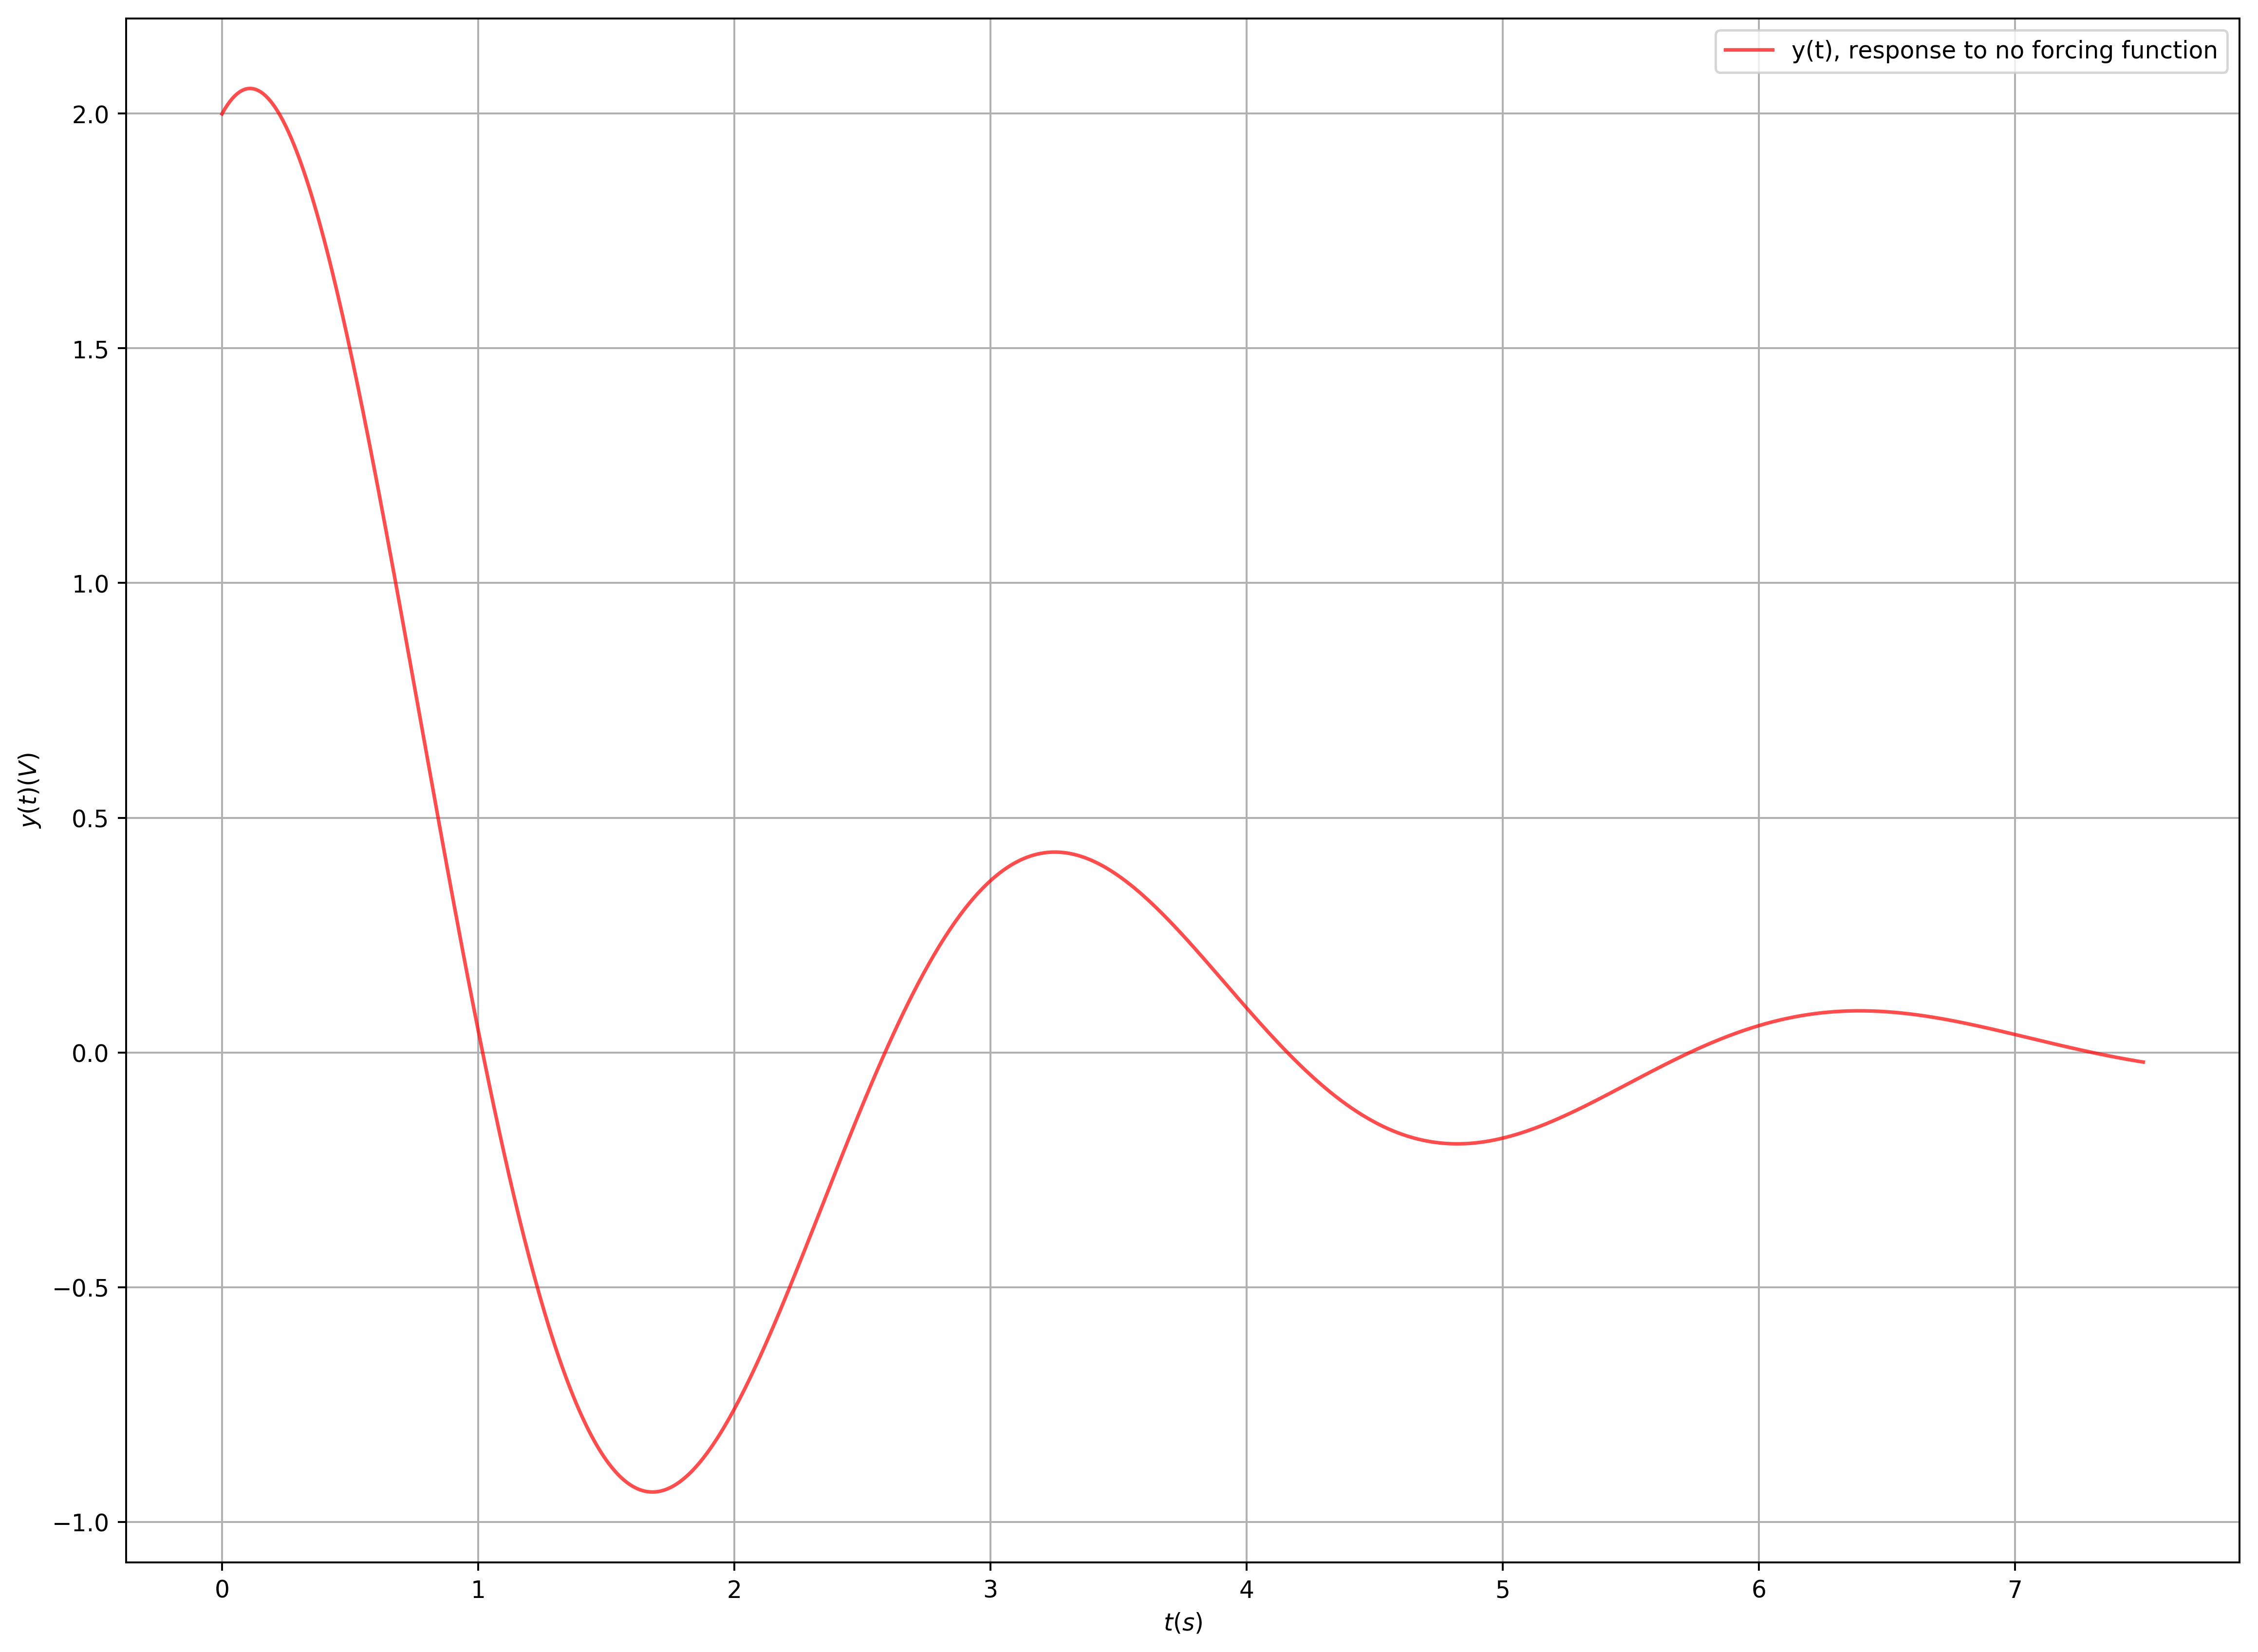 y(t), response to no forcing function
2.0
1.5
1.0
0.5
0.0
−0.5
−1.0
y(t)(V)
0 1 2 3 4 5 6 7
t(s)